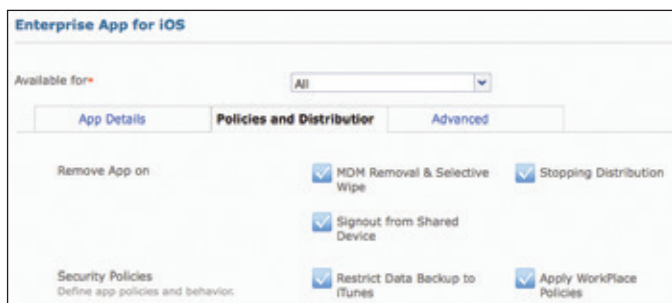 Enterprise App for iOS
Available for*
All
App Details Policies and Distribution Advanced
Remove App on
MDM Removal & Selective
Wipe
Stopping Distribution
Signout from Shared
Device
Security Policies
Define app policies and behavior.
Restrict Data Backup to
iTunes
Apply WorkPlace
Policies